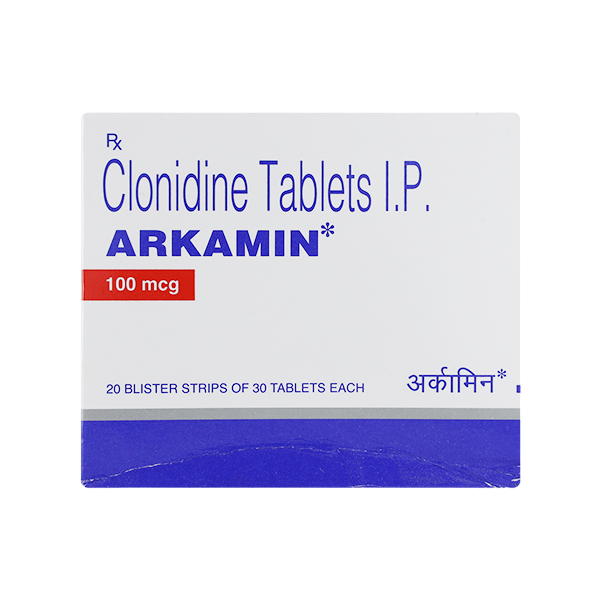 Rx
Clonidine Tablets I.P.
ARKAMIN*
100 mcg
20 BLISTER STRIPS OF 30 TABLETS EACH
अर्कामिन*